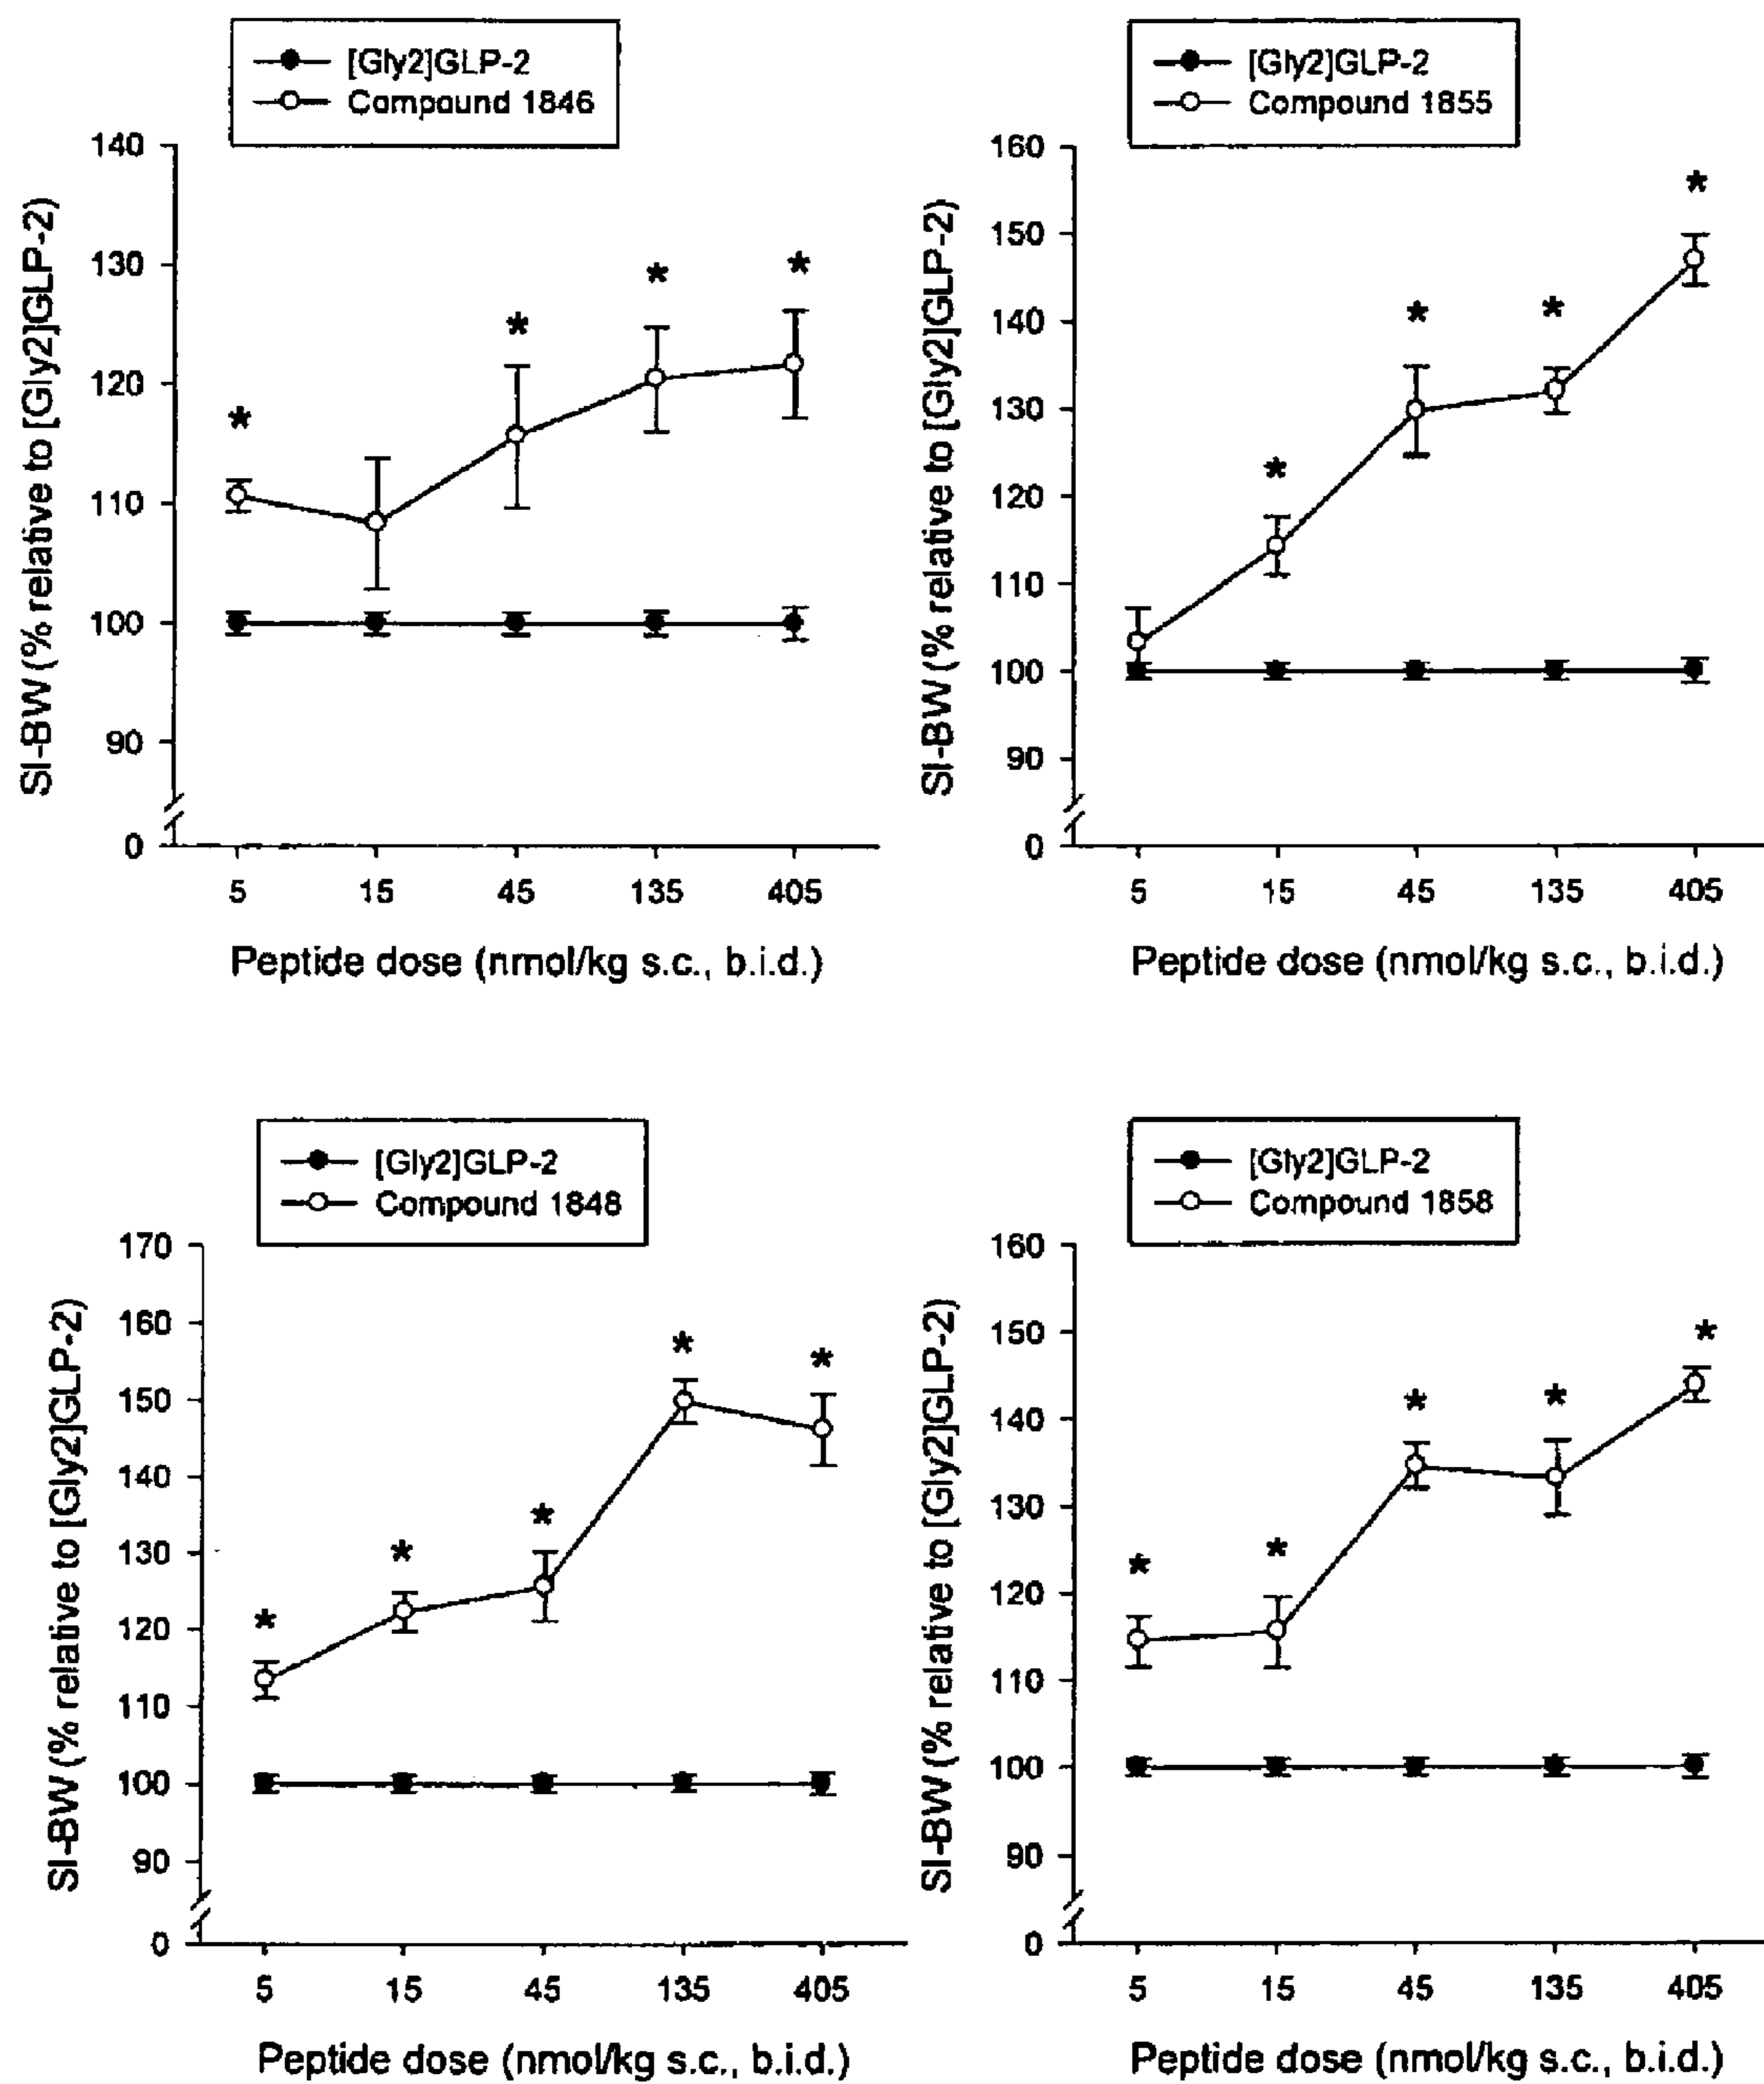 [Gly2]GLP-2
Compound 1846
SI-BW (% relative to [Gly2]GLP-2)
140
130
120
110
100
90
0
*
*
*
*
5 15 45 135 405
Peptide dose (nmol/kg s.c., b.i.d.)
[Gly2]GLP-2
Compound 1855
SI-BW (% relative to [Gly2]GLP-2)
160
150
140
130
120
110
100
90
0
*
*
*
*
5 15 45 135 405
Peptide dose (nmol/kg s.c., b.i.d.)
[Gly2]GLP-2
Compound 1848
SI-BW (% relative to [Gly2]GLP-2)
170
160
150
140
130
120
110
100
90
0
*
*
*
*
*
5 15 45 135 405
Peptide dose (nmol/kg s.c., b.i.d.)
[Gly2]GLP-2
Compound 1858
SI-BW (% relative to [Gly2]GLP-2)
160
150
140
130
120
110
100
90
0
*
*
*
*
*
5 15 45 135 405
Peptide dose (nmol/kg s.c., b.i.d.)